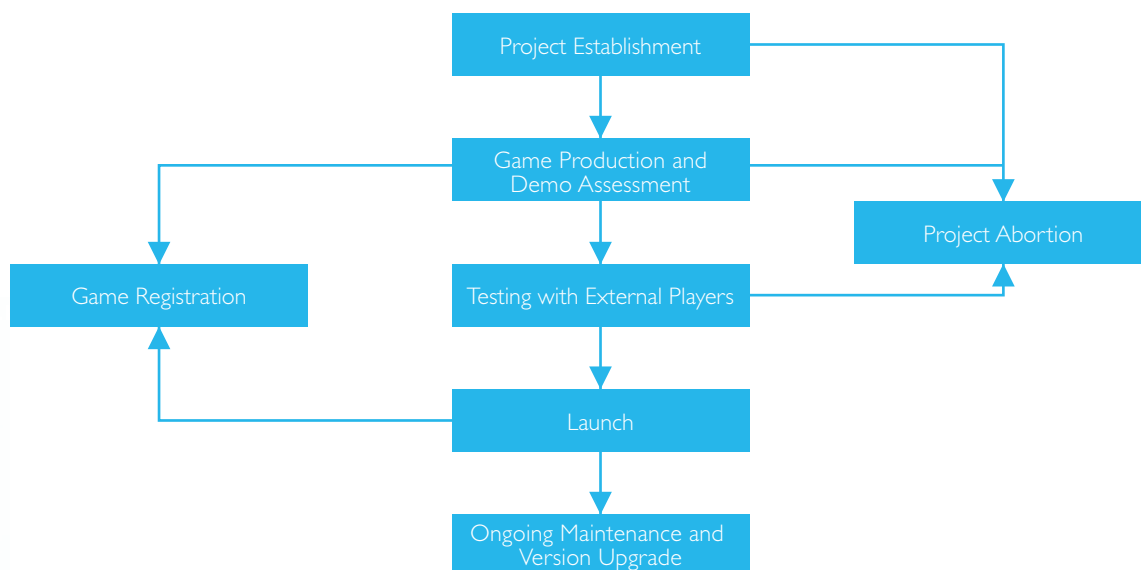 Project Establishment
Game Production and
Demo Assessment
Project Abortion
Game Registration
Testing with External Players
Launch
Ongoing Maintenance and
Version Upgrade